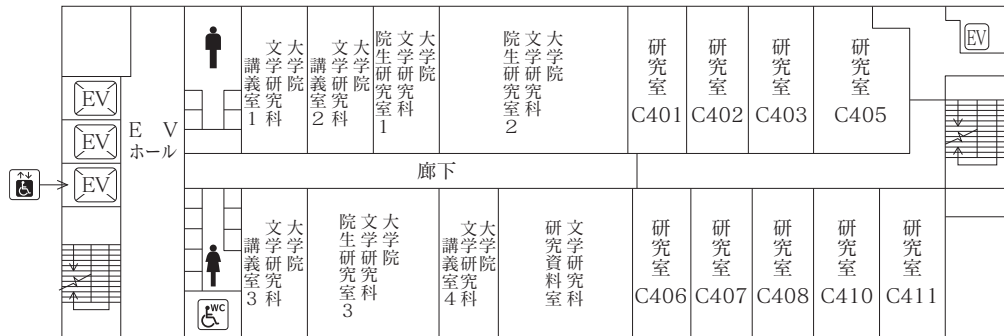 大学院
文学研究科
講義室1
大学院
文学研究科
講義室2
大学院
文学研究科
院生研究室1
大学院
文学研究科
院生研究室2
研究室
C401
研究室
C402
研究室
C403
研究室
C405
EV
EV
EV
EV
EV
ホール
廊下
大学院
文学研究科
講義室3
大学院
文学研究科
院生研究室3
大学院
文学研究科
講義室4
文学研究科
研究資料室
研究室
C406
研究室
C407
研究室
C408
研究室
C410
研究室
C411
WC